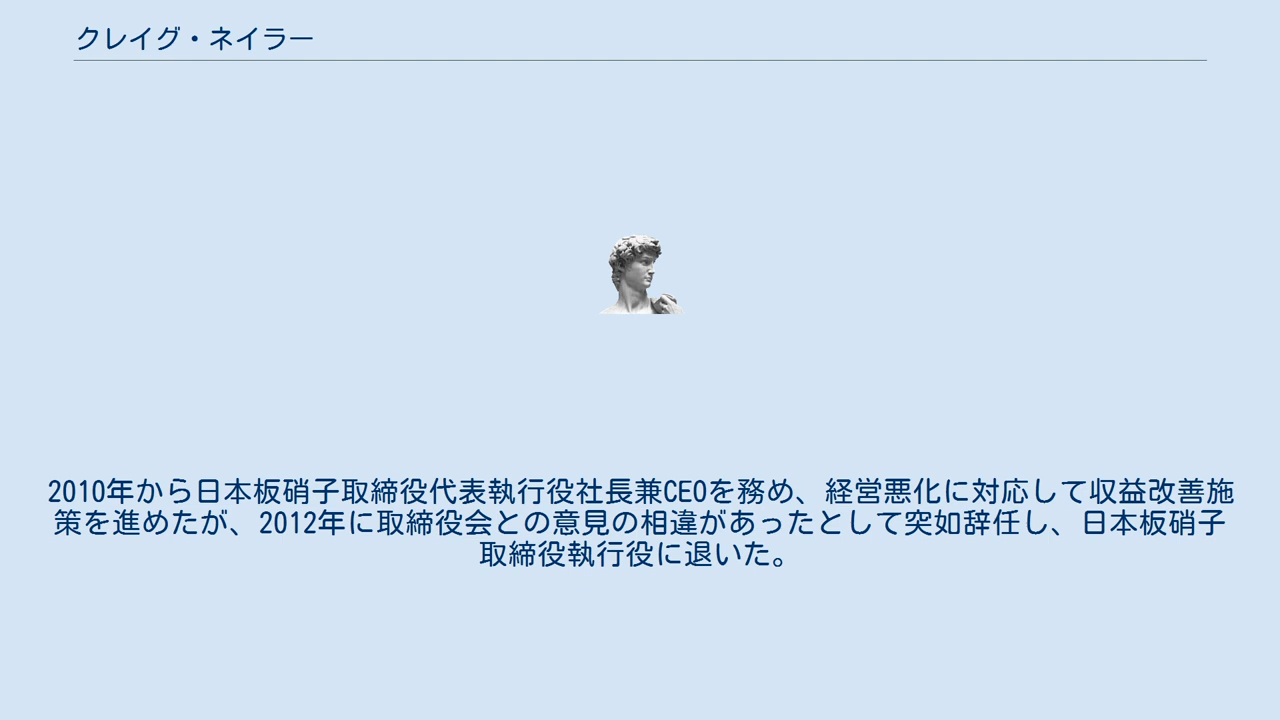 クレイグ・ネイラー
2010年から日本板硝子取締役代表執行役社長兼CEOを務め、経営悪化に対応して収益改善施
策を進めたが、2012年に取締役会との意見の相違があったとして突如辞任し、日本板硝子
取締役執行役に退いた。